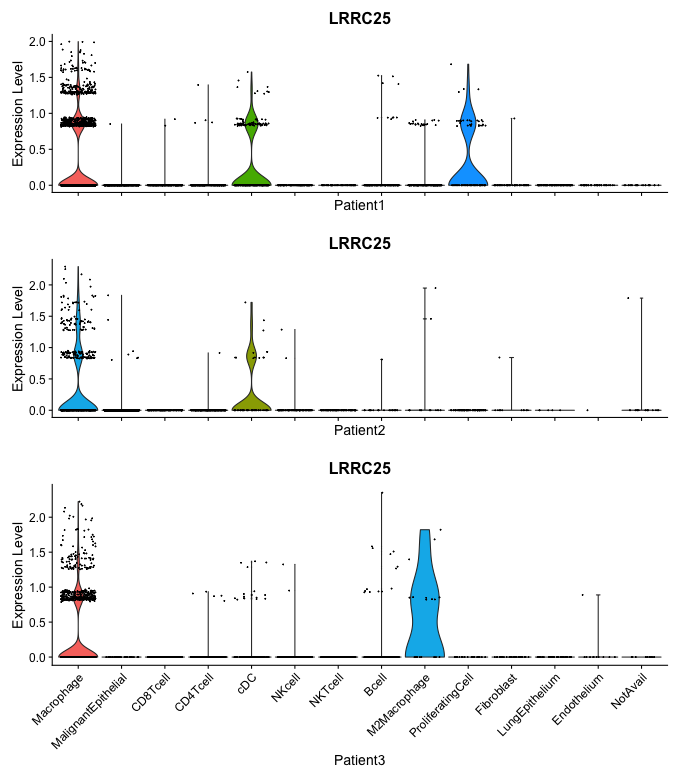 LRRC25
Expression Level
2.0
1.5
1.0
0.5
0.0
Patient1
LRRC25
Expression Level
2.0
1.5
1.0
0.5
0.0
Patient2
LRRC25
Expression Level
2.0
1.5
1.0
0.5
0.0
Macrophage
MalignantEpithelial
CD8Tcell
CD4Tcell
cDC
NKcell
NKTcell
Bcell
M2Macrophage
ProliferatingCell
Fibroblast
LungEpithelium
Endothelium
NotAvail
Patient3